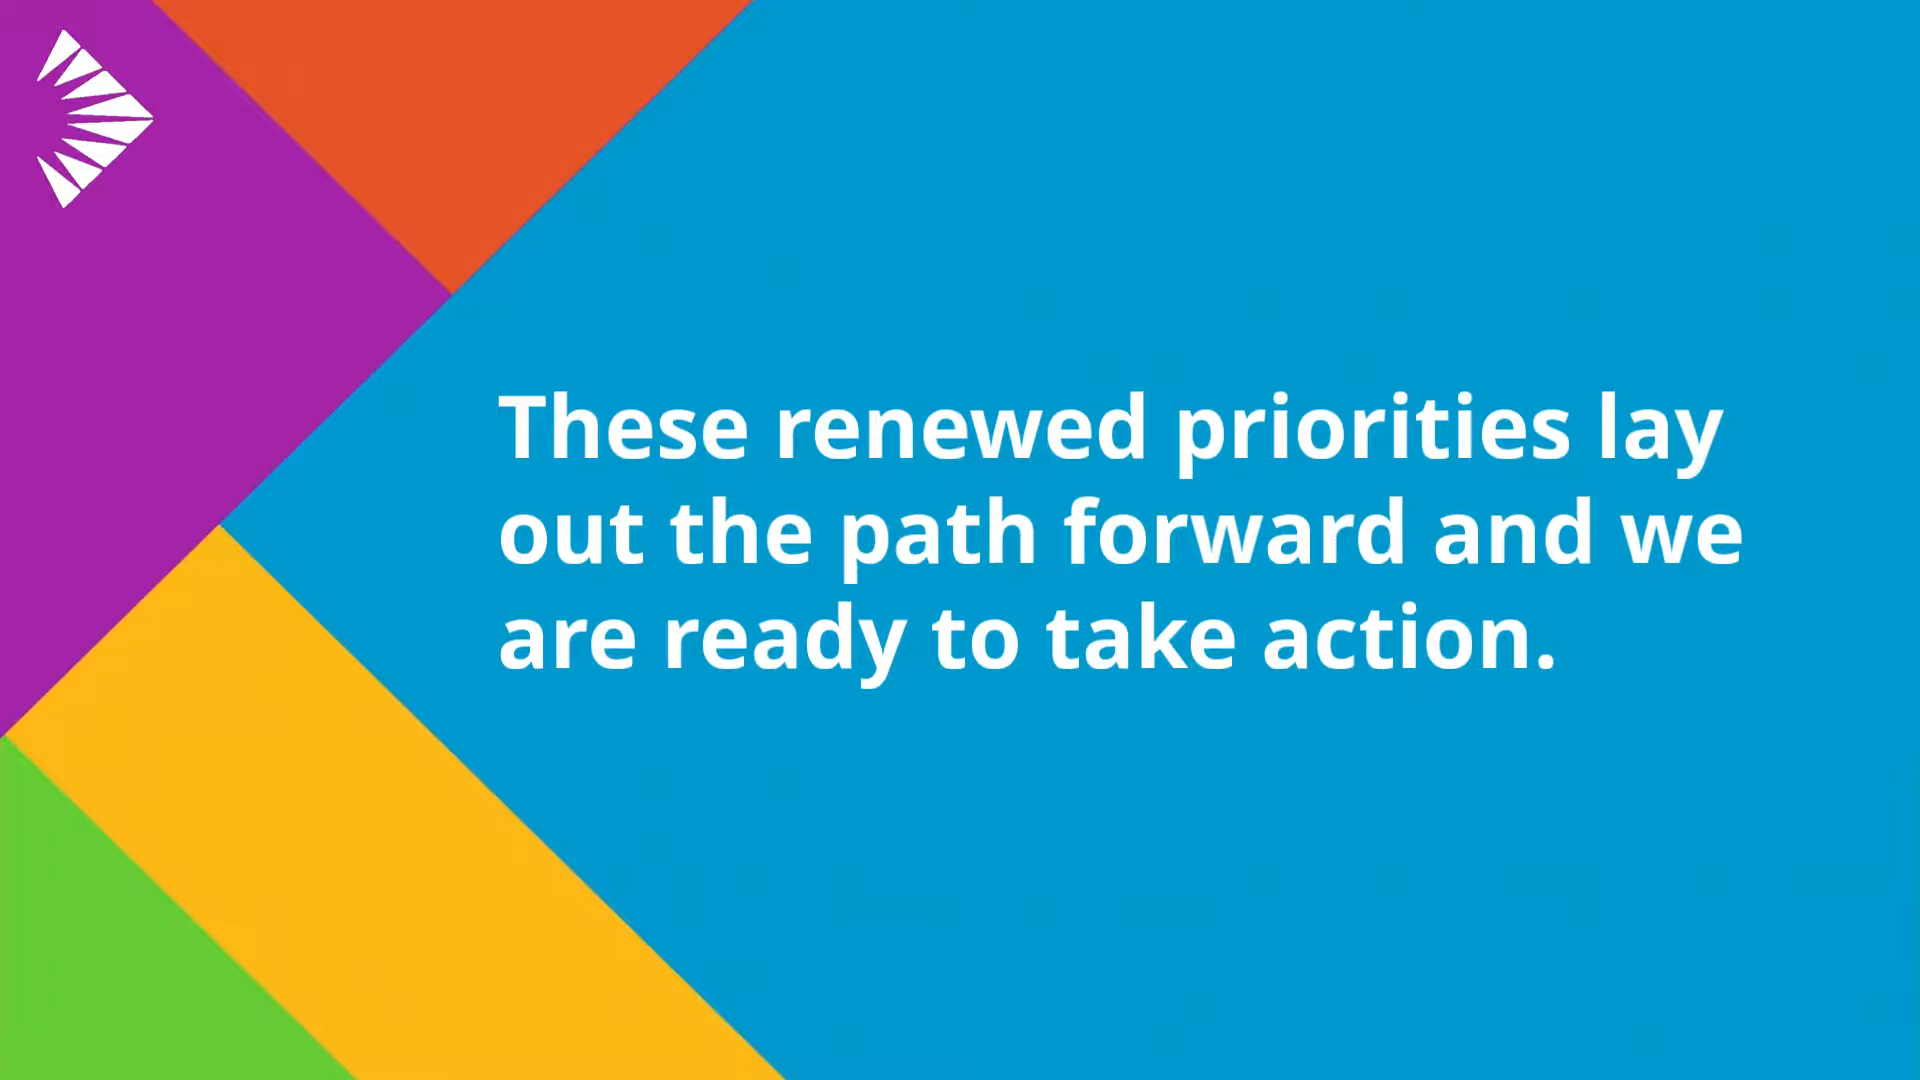 These renewed priorities lay
out the path forward and we
are ready to take action.